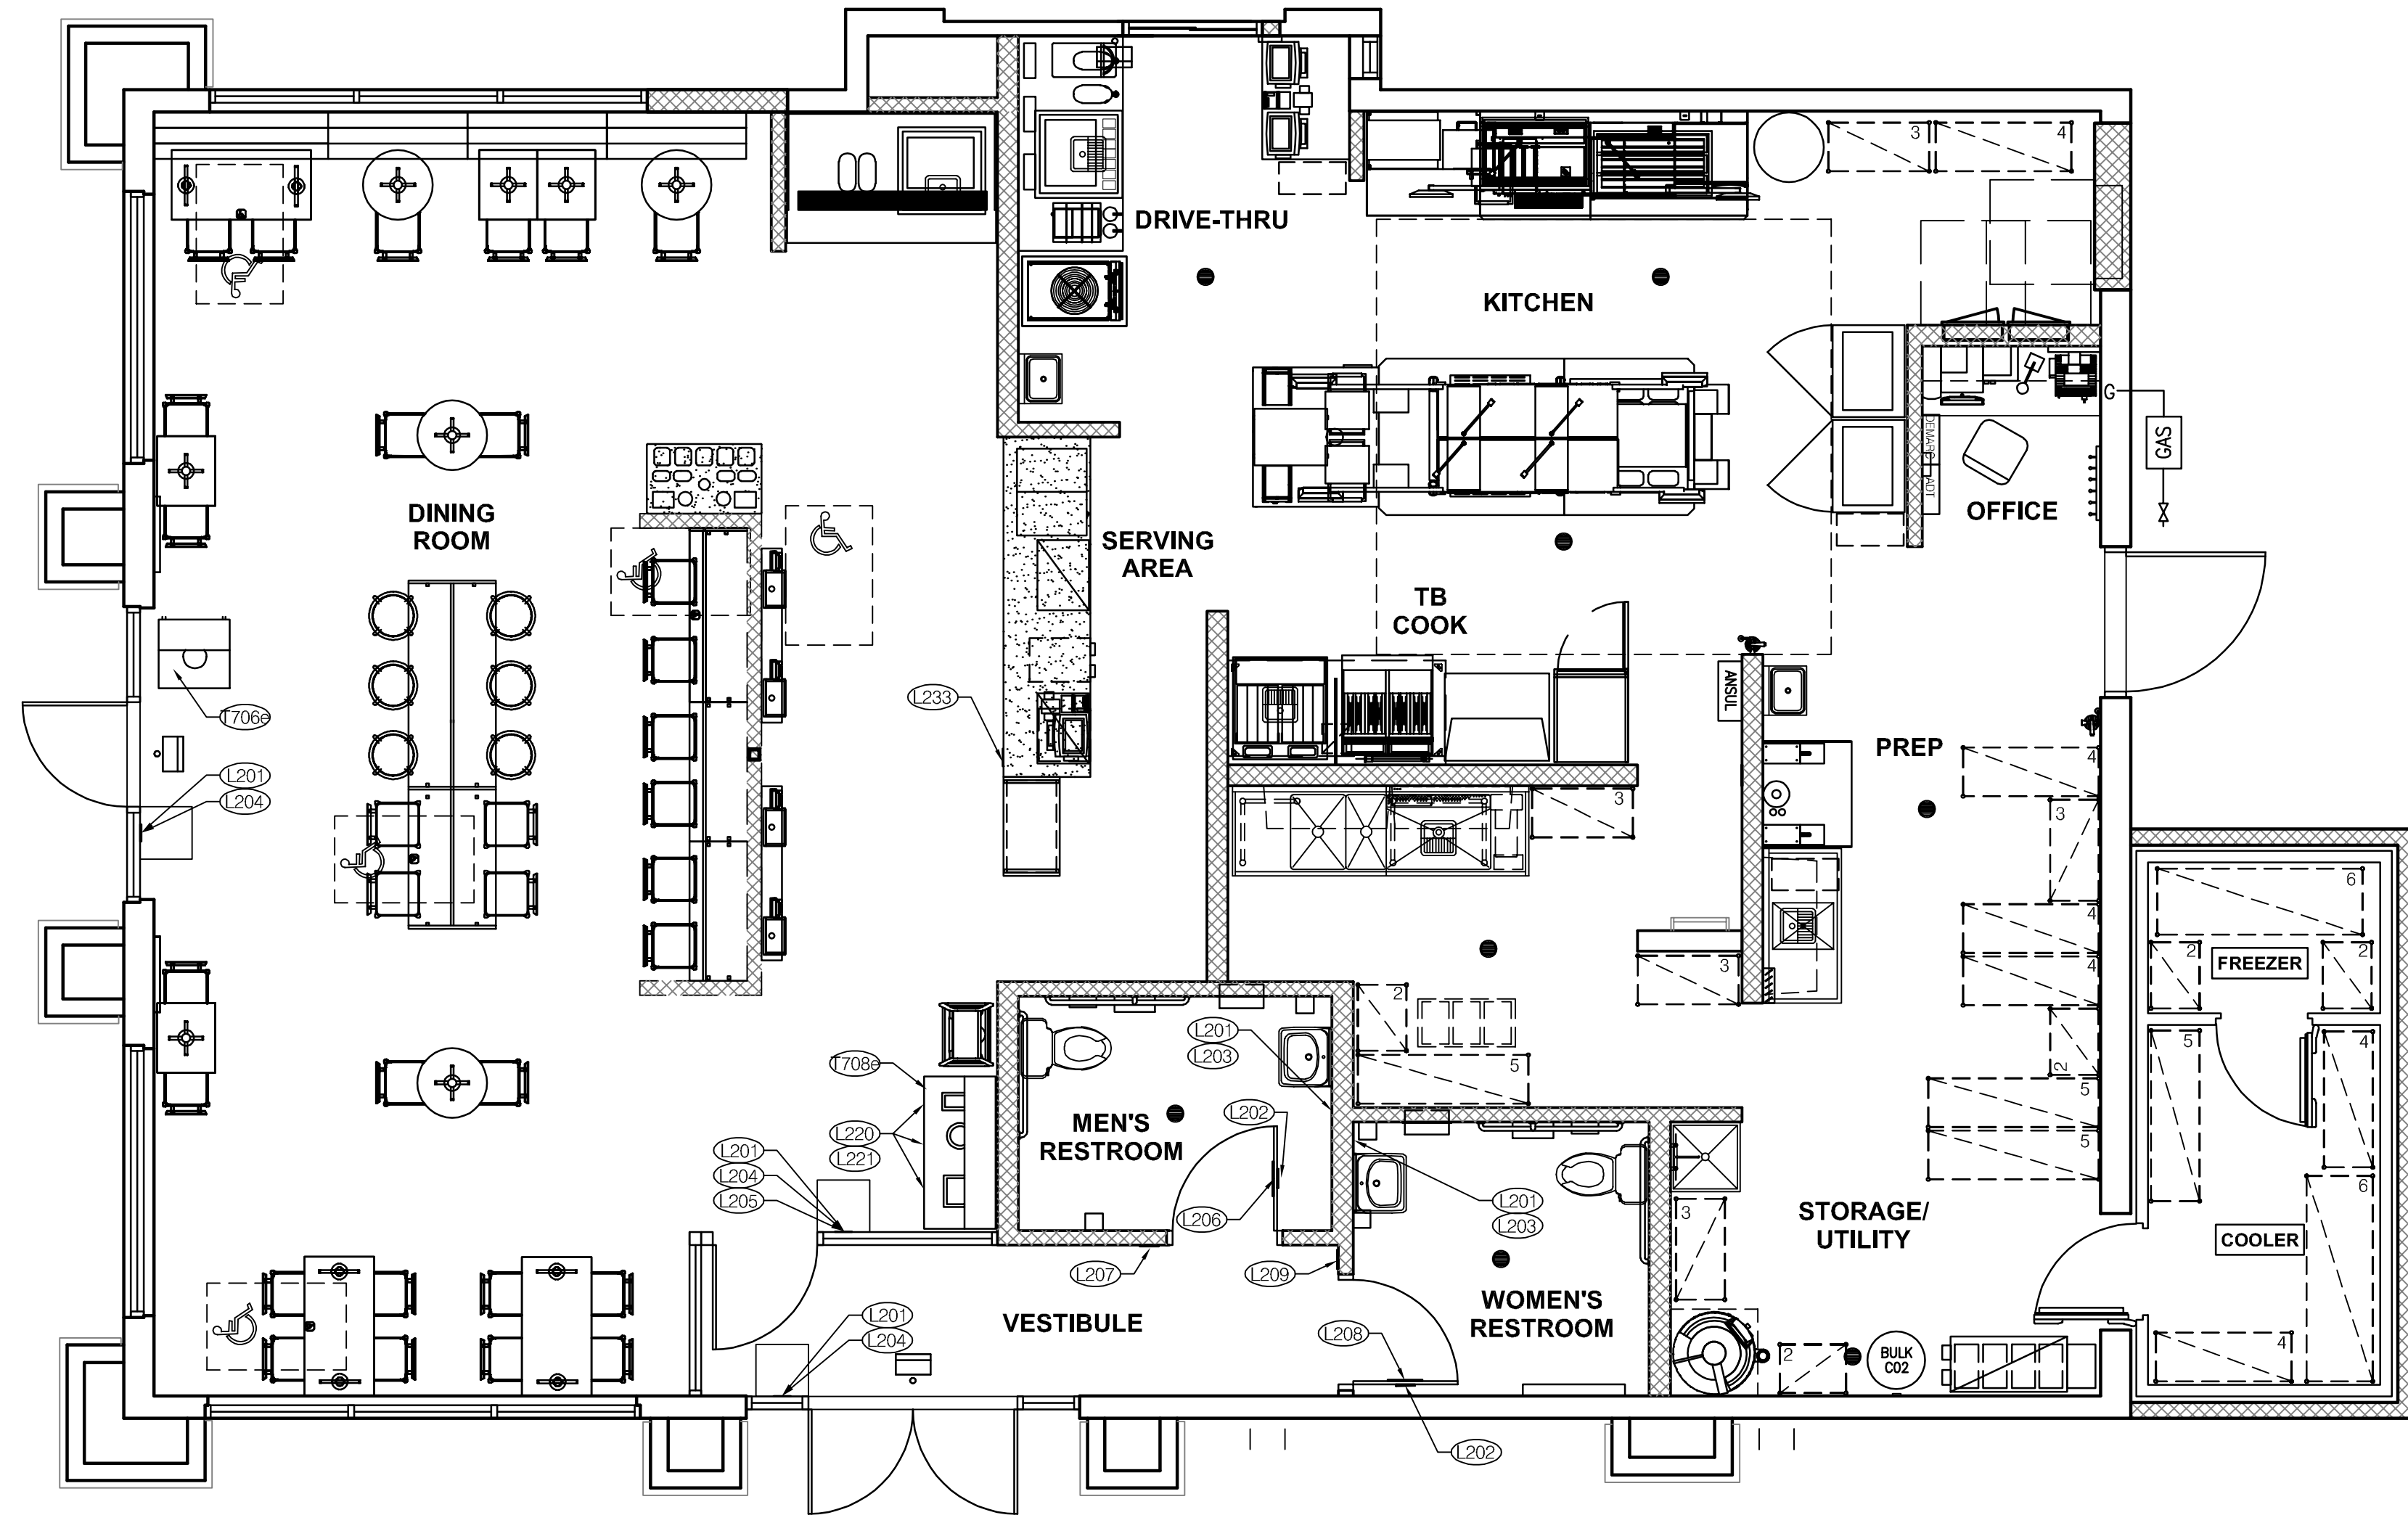 3
4
DRIVE-THRU
KITCHEN
G
GAS
DEMARC
ADT
OFFICE
DINING
ROOM
SERVING
AREA
TB
COOK
ANSUL
L233
T706e
PREP
L201
L204
4
3
3
4
4
3
6
2
2
FREEZER
2
5
2
5
5
5
4
6
COOLER
4
T708e
L201
L203
MEN'S
RESTROOM
L202
L220
L221
L201
L204
L205
L206
L201
L203
3
STORAGE/
UTILITY
L207
L209
WOMEN'S
RESTROOM
VESTIBULE
L201
L204
L208
2
BULK
CO2
L202